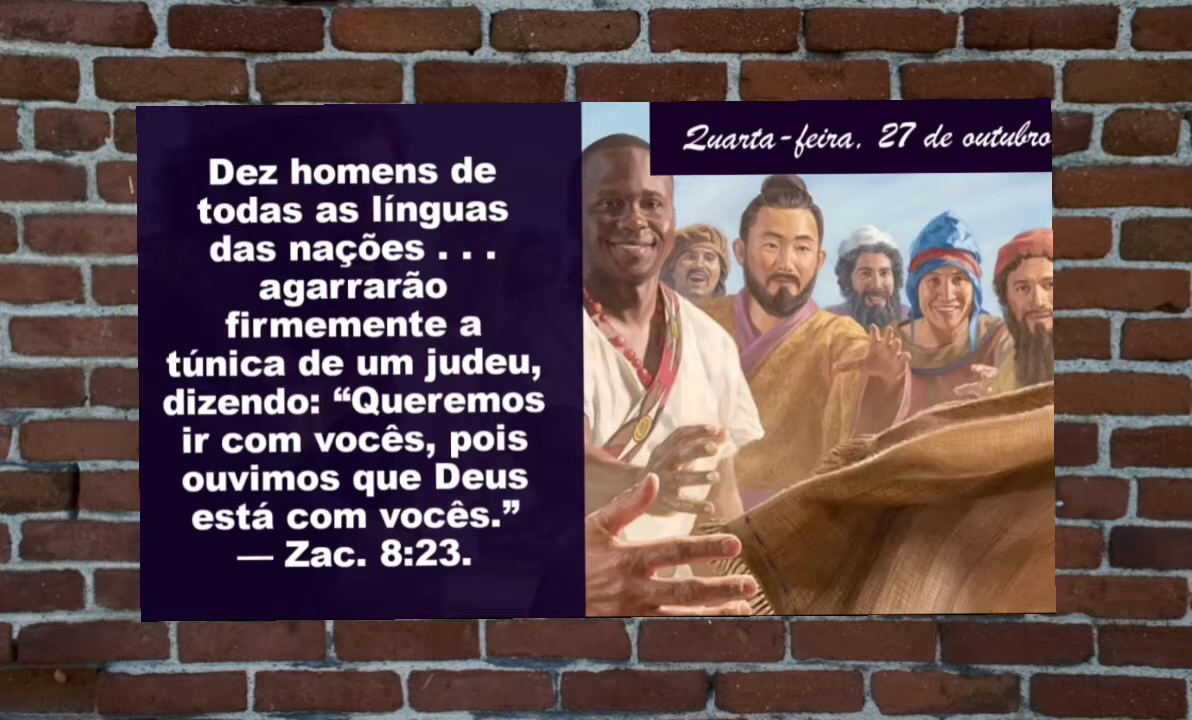 Dez homens de
todas as línguas
das nações . . .
agarrarão
firmemente a
túnica de um judeu,
dizendo: “Queremos
ir com vocês, pois
ouvimos que Deus
está com vocês.”
— Zac. 8:23.
Quarta-feira, 27 de outubro